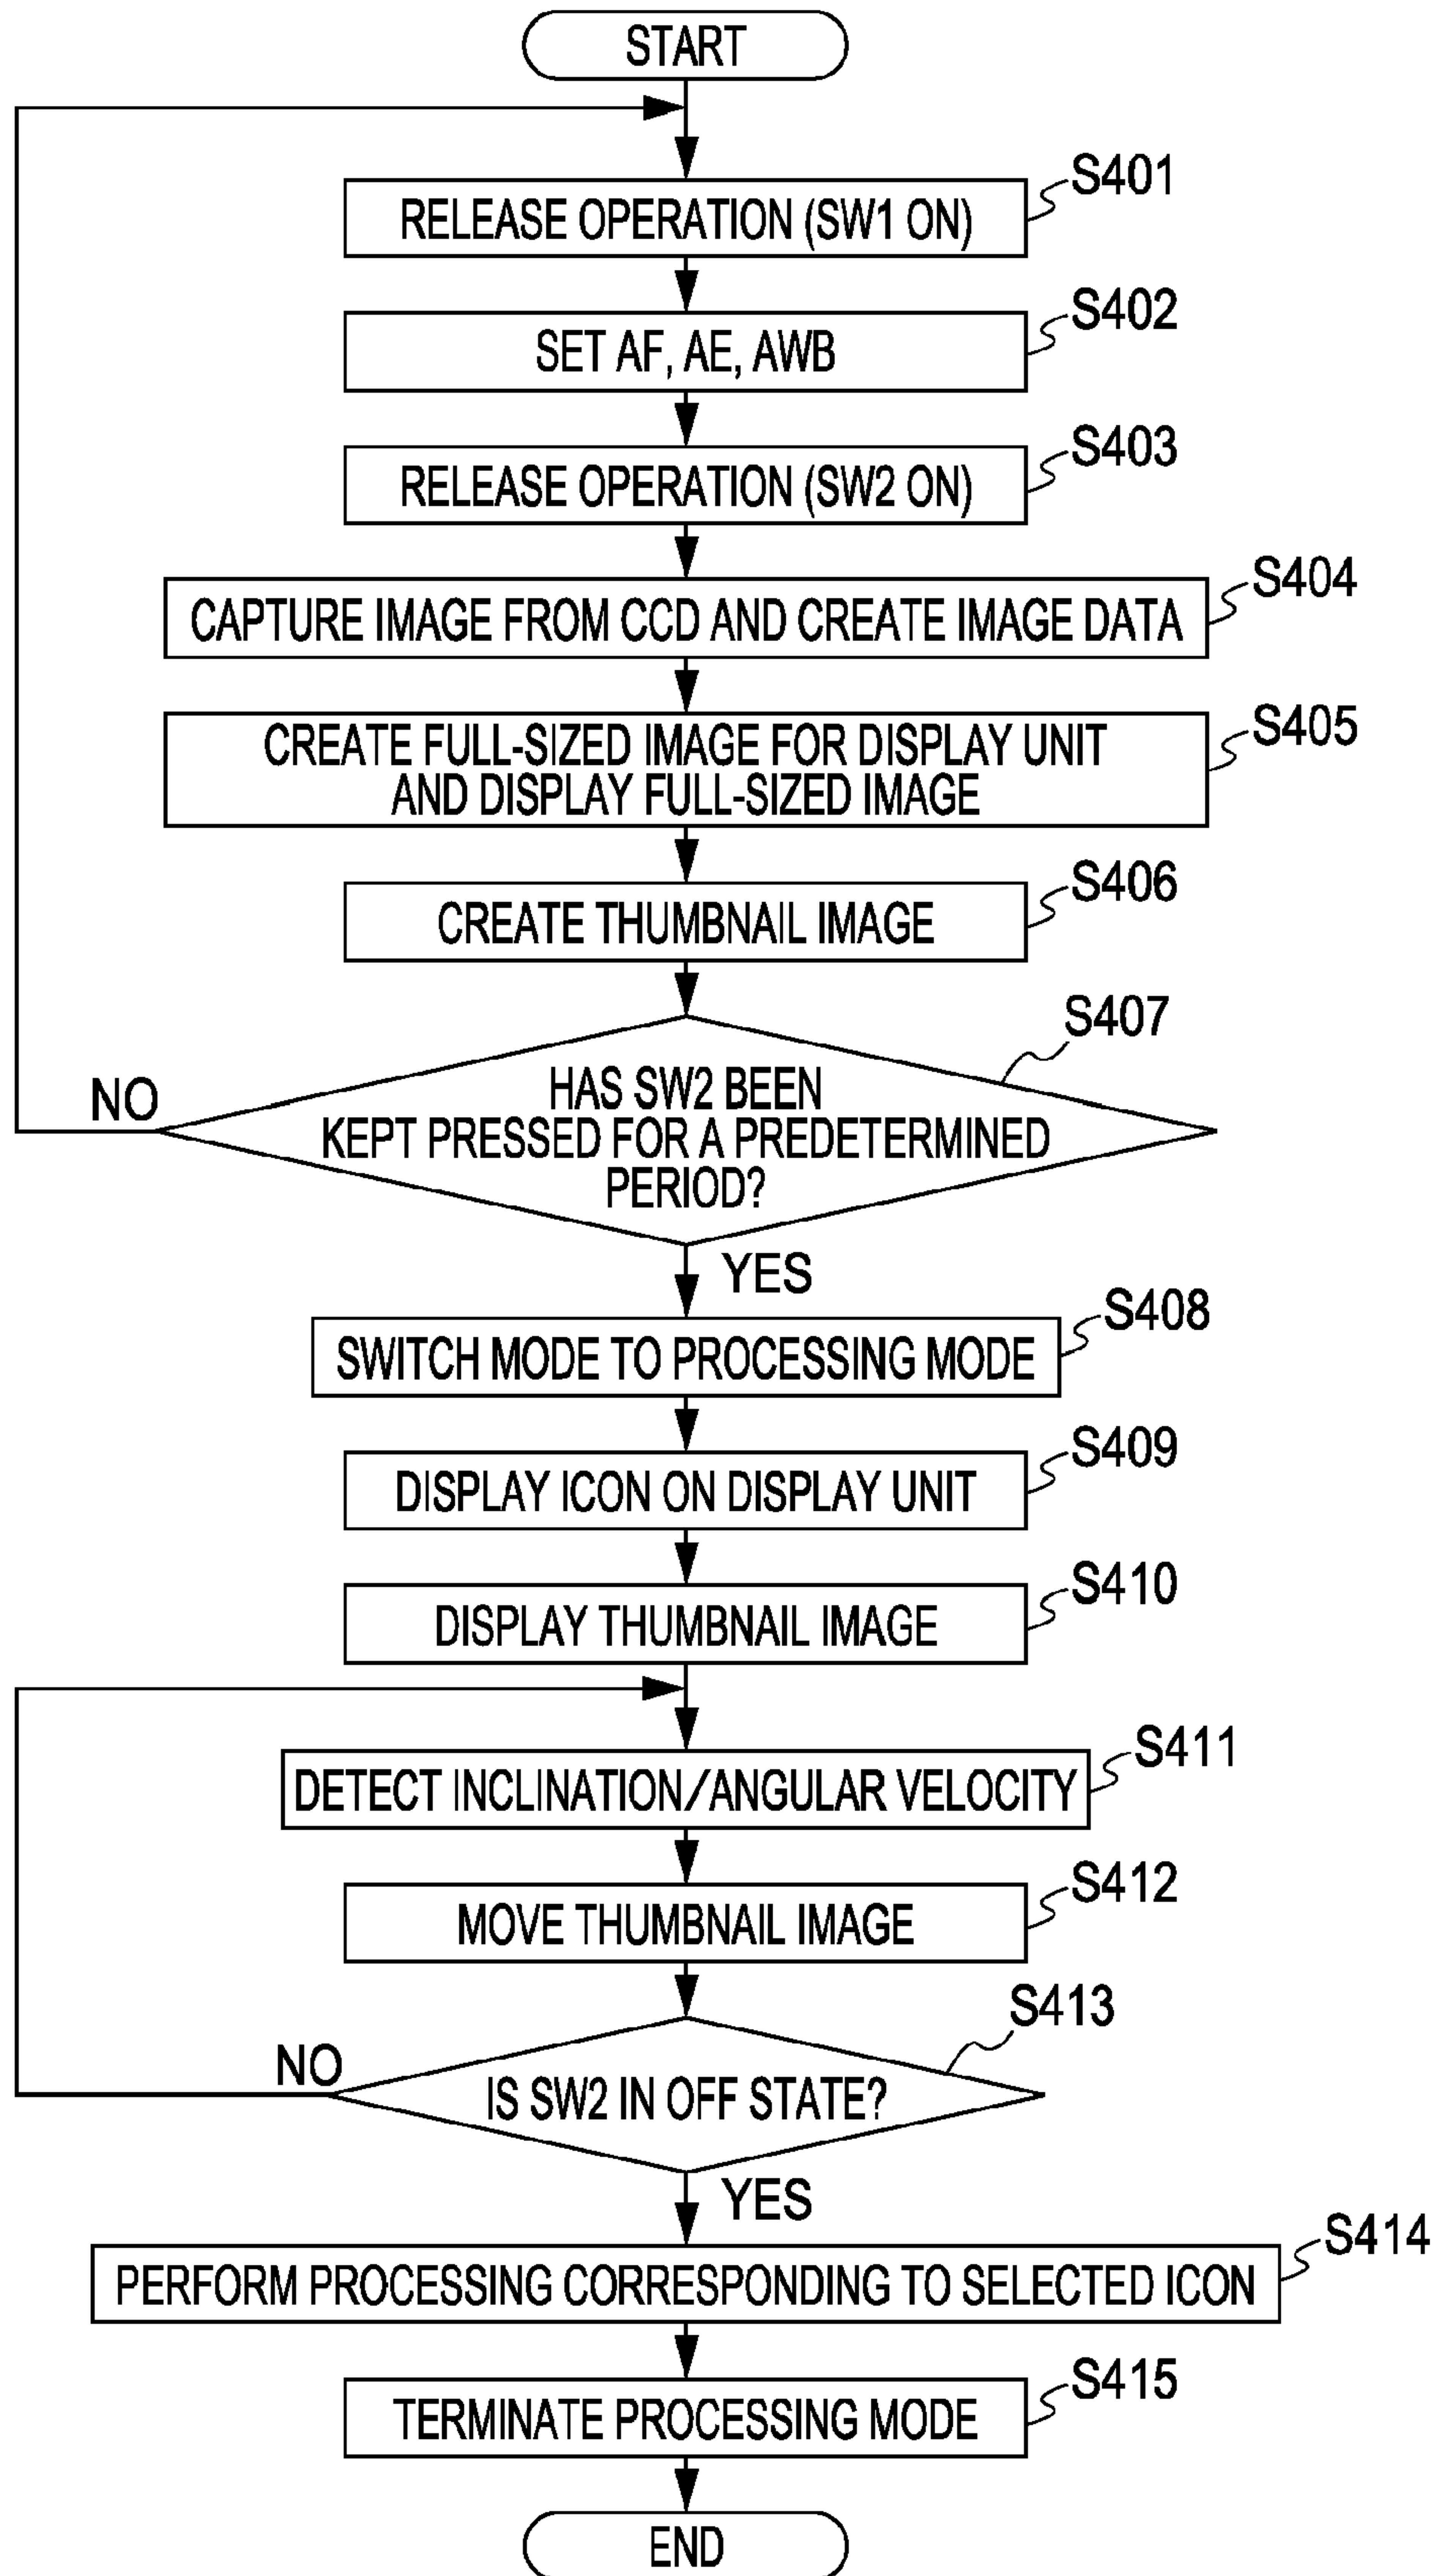 START
S401
RELEASE OPERATION (SW1 ON)
S402
SET AF, AE, AWB
S403
RELEASE OPERATION (SW2 ON)
S404
CAPTURE IMAGE FROM CCD AND CREATE IMAGE DATA
S405
CREATE FULL-SIZED IMAGE FOR DISPLAY UNIT
AND DISPLAY FULL-SIZED IMAGE
S406
CREATE THUMBNAIL IMAGE
S407
HAS SW2 BEEN
KEPT PRESSED FOR A PREDETERMINED
PERIOD?
NO
YES
S408
SWITCH MODE TO PROCESSING MODE
S409
DISPLAY ICON ON DISPLAY UNIT
S410
DISPLAY THUMBNAIL IMAGE
S411
DETECT INCLINATION/ANGULAR VELOCITY
S412
MOVE THUMBNAIL IMAGE
S413
NO
IS SW2 IN OFF STATE?
YES
S414
PERFORM PROCESSING CORRESPONDING TO SELECTED ICON
S415
TERMINATE PROCESSING MODE
END